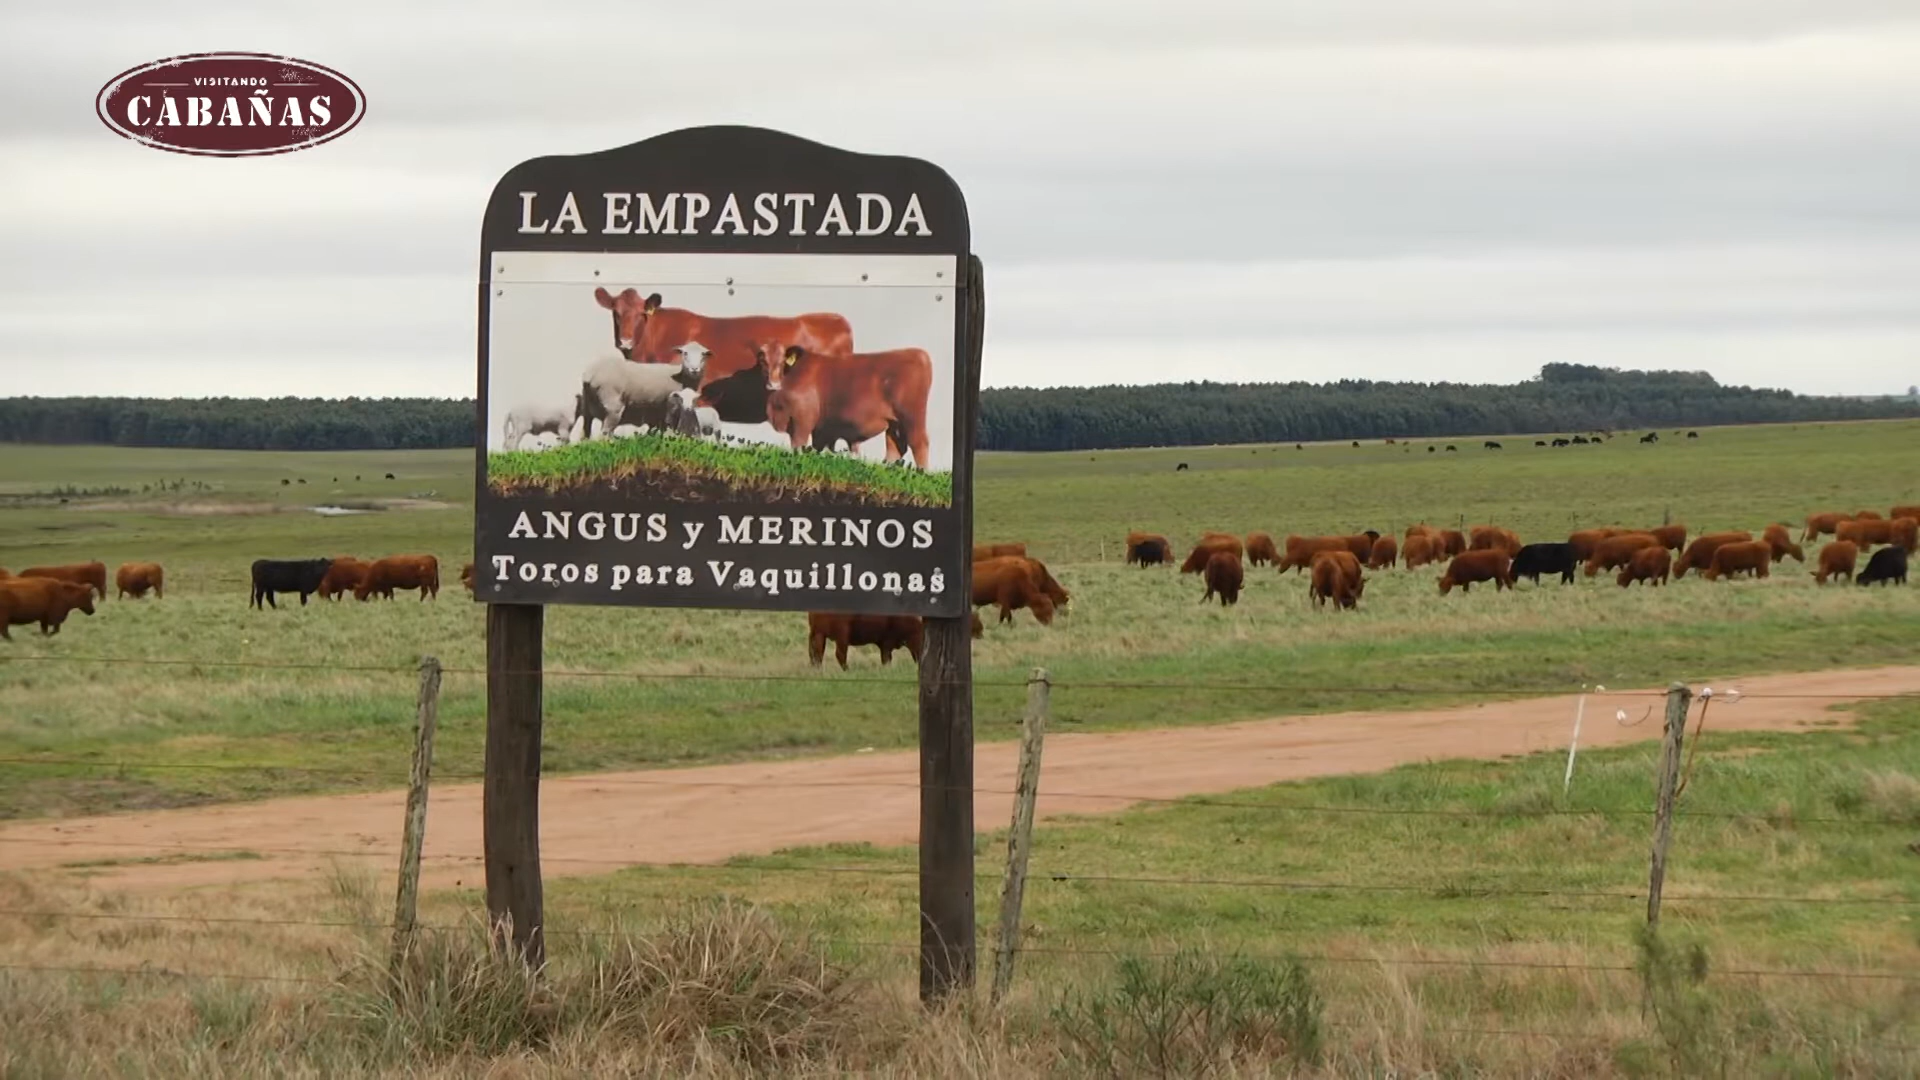 VISITANDO
CABAÑAS
LA EMPASTADA
ANGUS y MERINOS
Toros para Vaquillonas